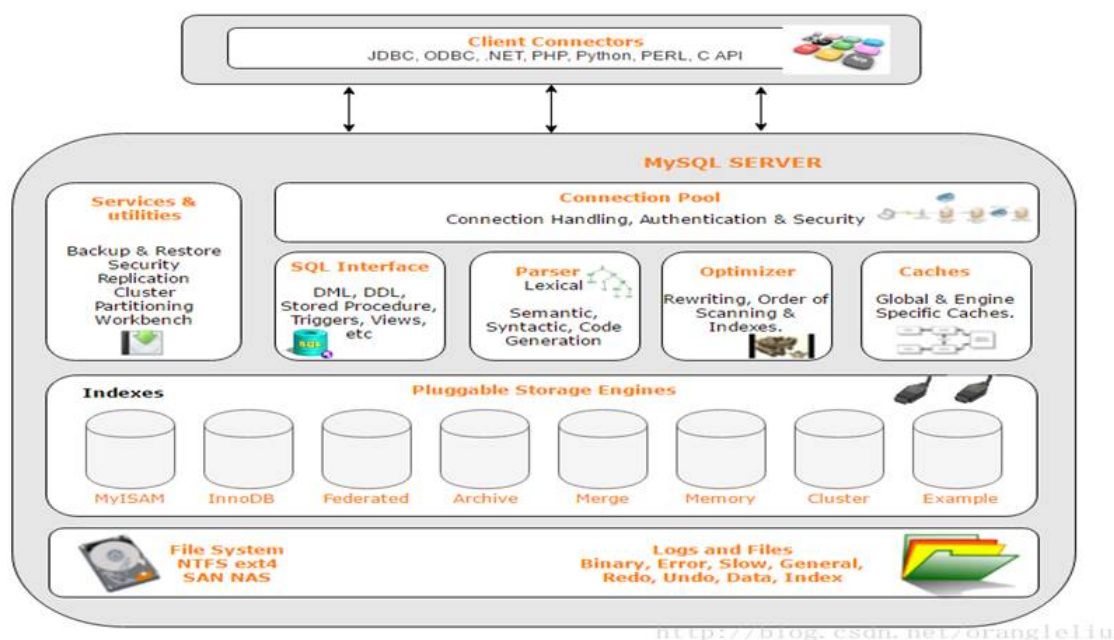 Client Connectors
JDBC, ODBC, .NET, PHP, Python, PERL, C API
MySQL SERVER
Services &
utilities
Backup & Restore
Security
Replication
Cluster
Partitioning
Workbench
Connection Pool
Connection Handling, Authentication & Security
SQL Interface
DML, DDL,
Stored Procedure,
Triggers, Views,
etc
SQL
Parser
Lexical
Semantic,
Syntactic, Code
Generation
Optimizer
Rewriting, Order of
Scanning &
Indexes.
Caches
Global & Engine
Specific Caches.
Indexes
Pluggable Storage Engines
MyISAM
InnoDB
Federated
Archive
Merge
Memory
Cluster
Example
File System
NTFS ext4
SAN NAS
Logs and Files
Binary, Error, Slow, General,
Redo, Undo, Data, Index
http://blog.csdn.net/orangleliu